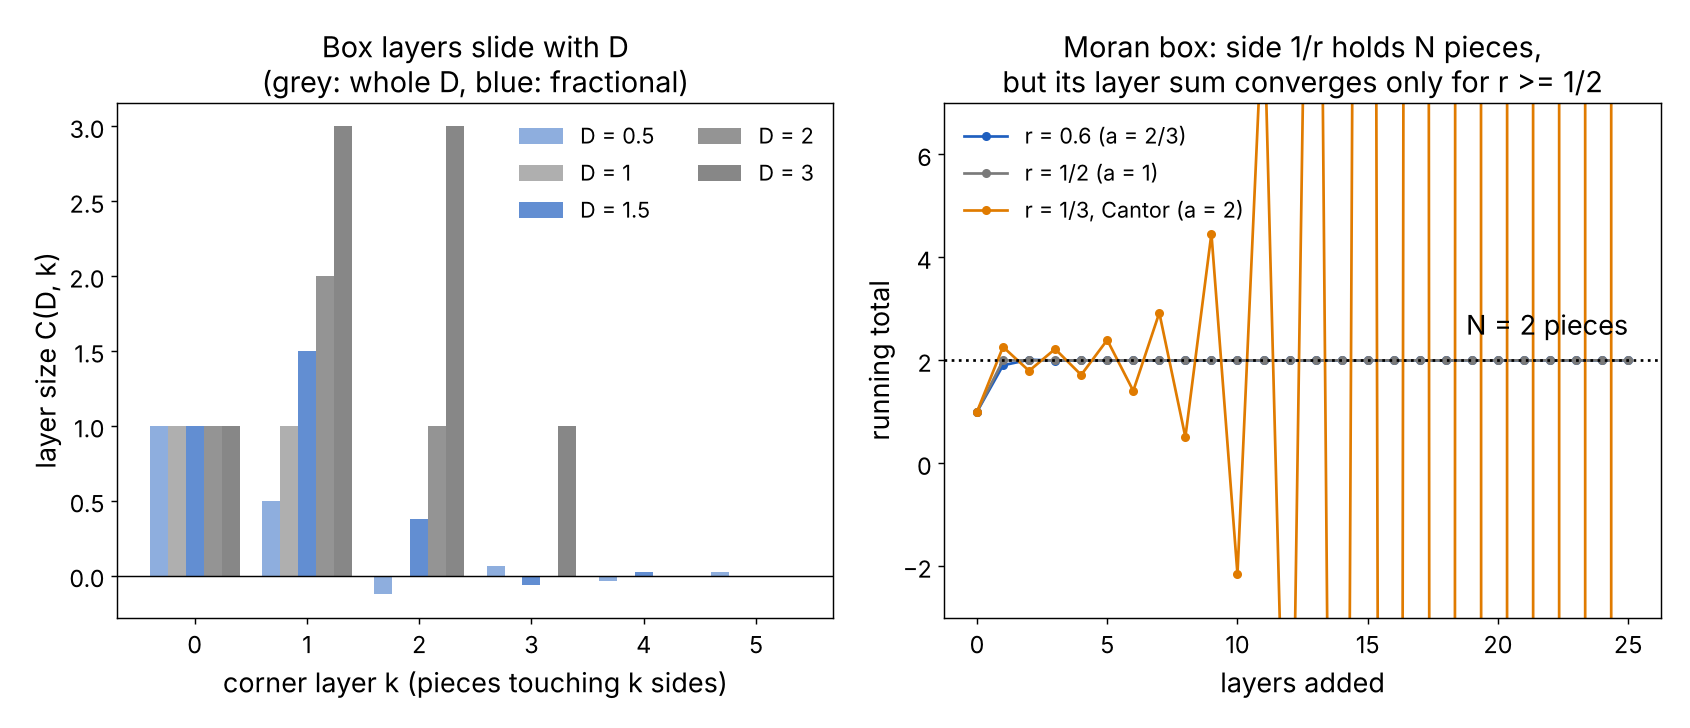 Box layers slide with D
(grey: whole D, blue: fractional)
3.0
2.5
2.0
1.5
1.0
0.5
0.0
layer size C(D, k)
D = 0.5
D = 1
D = 1.5
D = 2
D = 3
0 1 2 3 4 5
corner layer k (pieces touching k sides)
Moran box: side 1/r holds N pieces,
but its layer sum converges only for r >= 1/2
6
4
2
0
−2
running total
r = 0.6 (a = 2/3)
r = 1/2 (a = 1)
r = 1/3, Cantor (a = 2)
N = 2 pieces
0 5 10 15 20 25
layers added